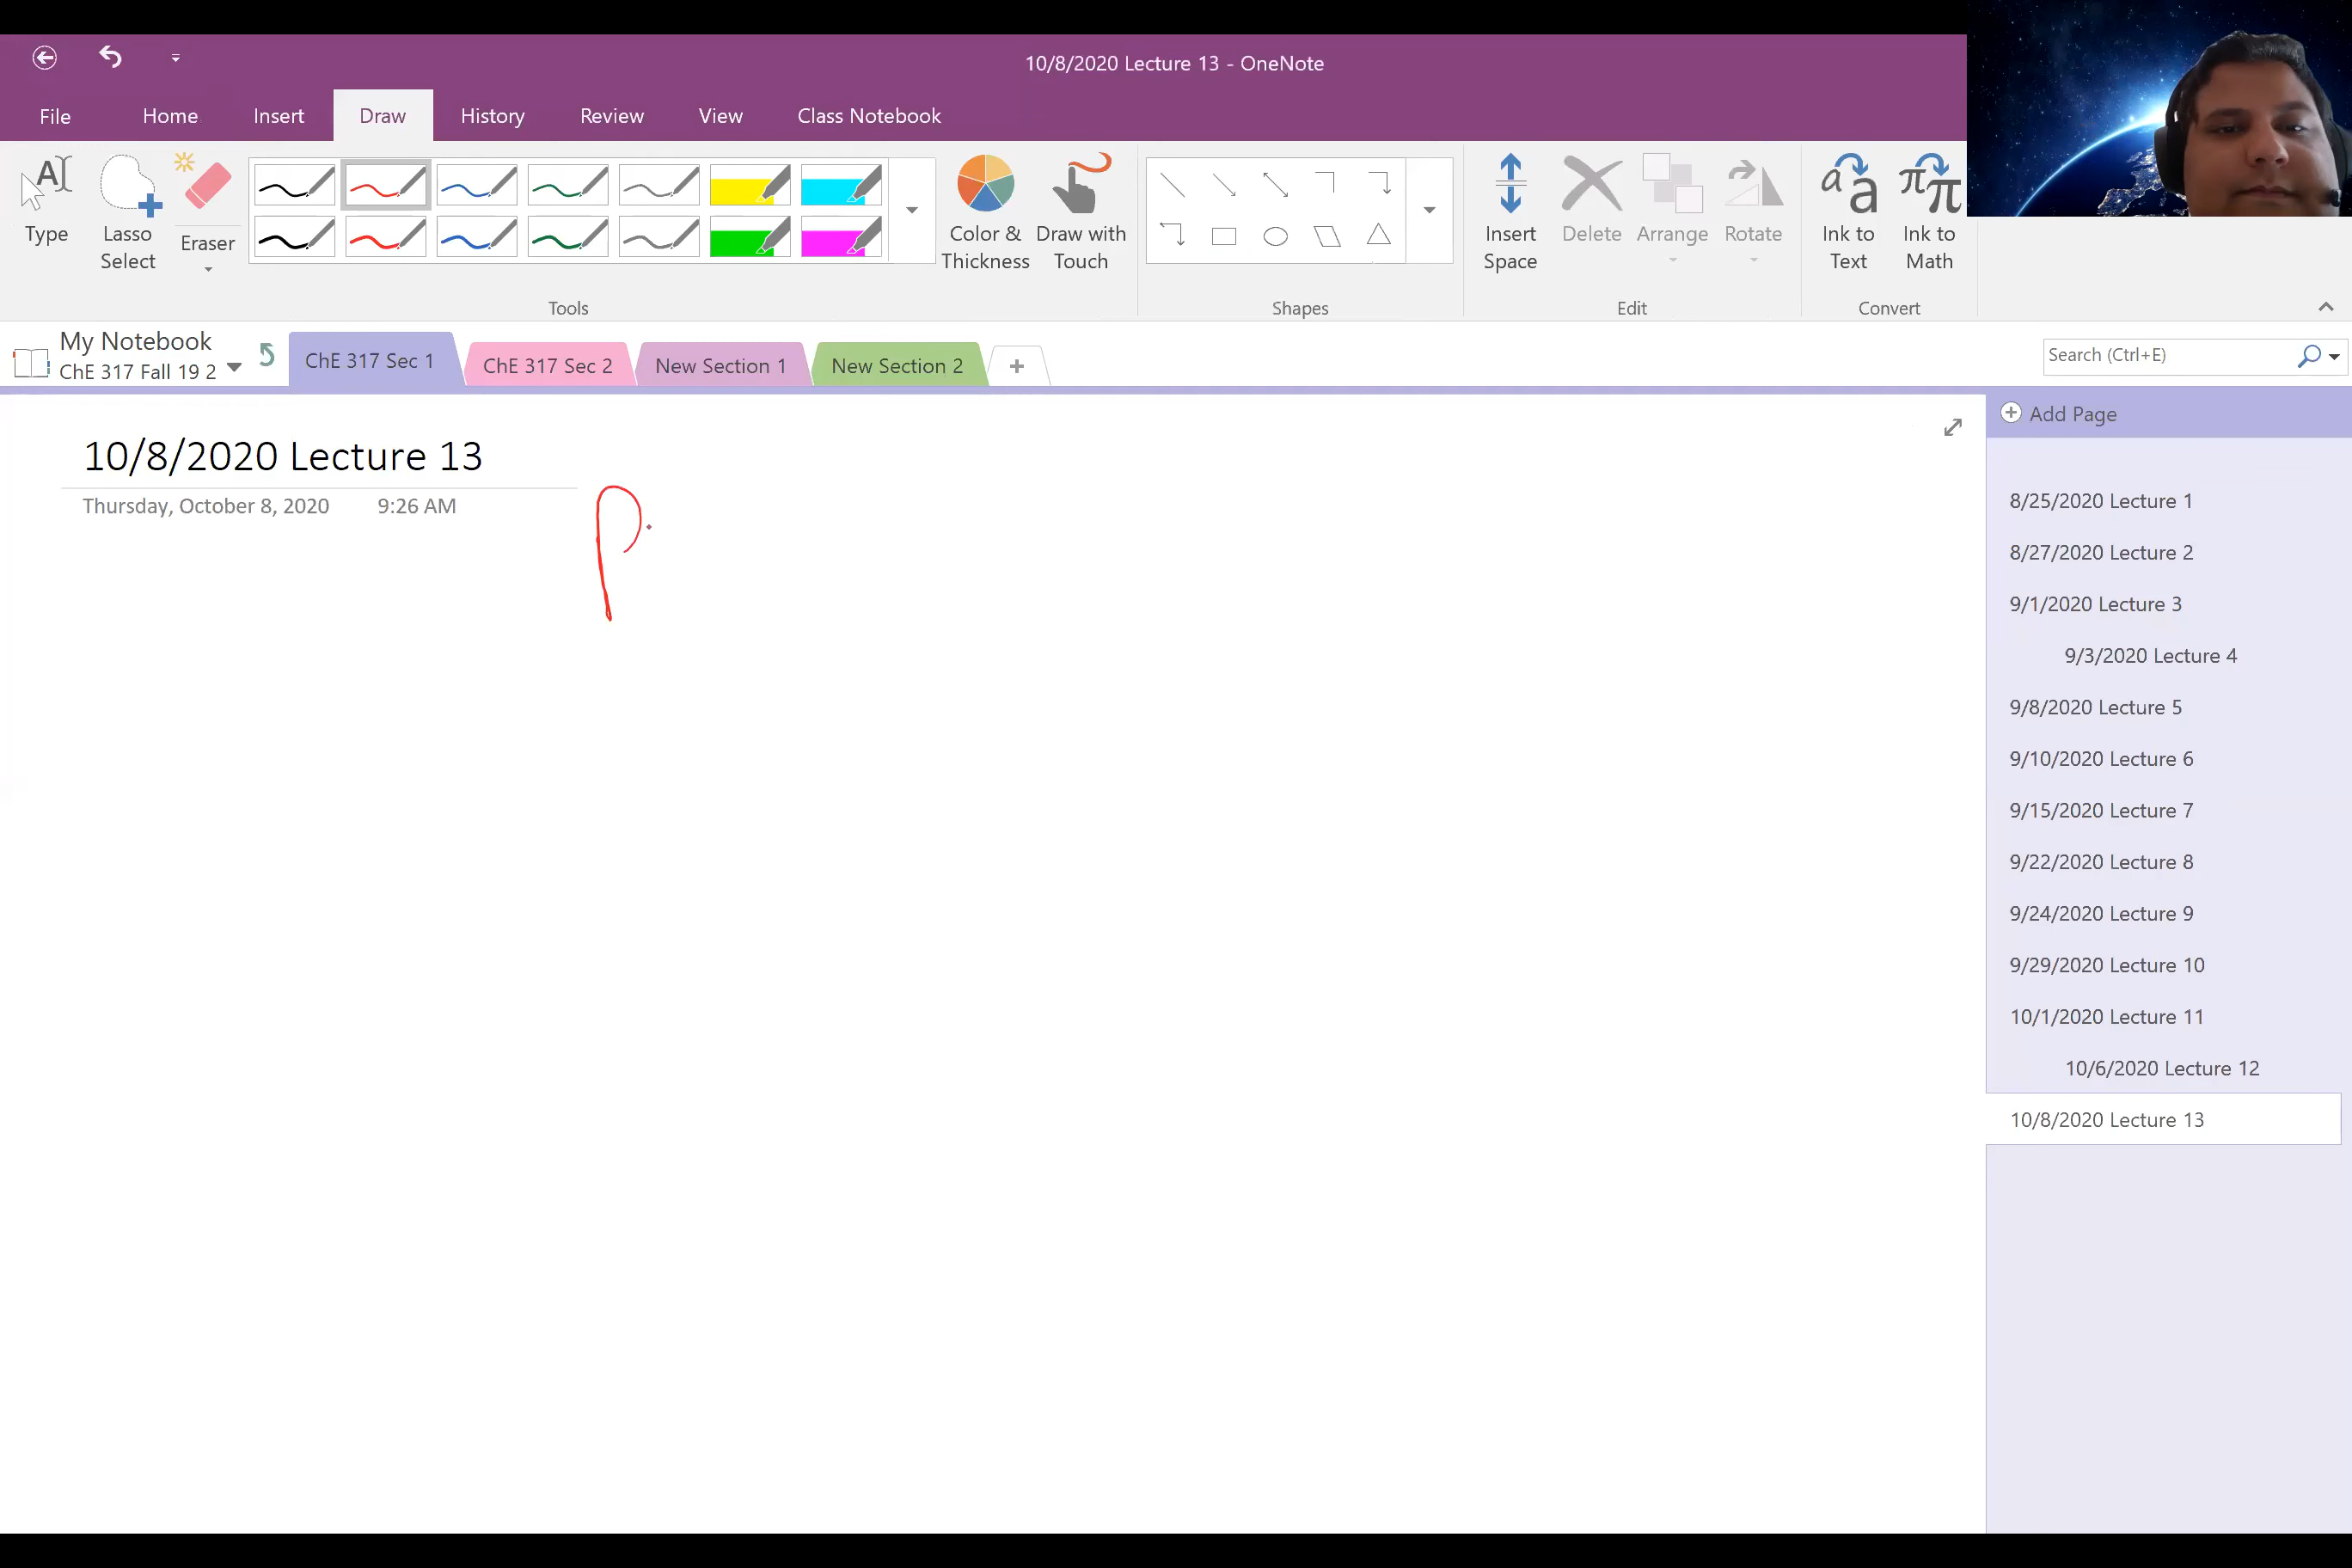 10/8/2020 Lecture 13 - OneNote
File Home Insert Draw History Review View Class Notebook
Type
Lasso Select
Eraser
Color & Thickness
Draw with Touch
Insert Space
Delete
Arrange
Rotate
Ink to Text
Ink to Math
Tools Shapes Edit Convert
My Notebook
ChE 317 Fall 19 2
ChE 317 Sec 1 ChE 317 Sec 2 New Section 1 New Section 2
Search (Ctrl+E)
Add Page
10/8/2020 Lecture 13
Thursday, October 8, 2020 9:26 AM
P
8/25/2020 Lecture 1
8/27/2020 Lecture 2
9/1/2020 Lecture 3
9/3/2020 Lecture 4
9/8/2020 Lecture 5
9/10/2020 Lecture 6
9/15/2020 Lecture 7
9/22/2020 Lecture 8
9/24/2020 Lecture 9
9/29/2020 Lecture 10
10/1/2020 Lecture 11
10/6/2020 Lecture 12
10/8/2020 Lecture 13